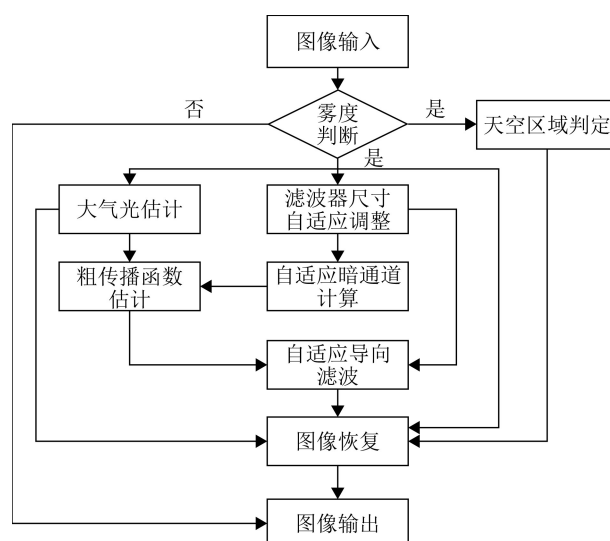 图像输入
否
雾度
判断
是
天空区域判定
是
大气光估计
滤波器尺寸
自适应调整
粗传播函数
估计
自适应暗通道
计算
自适应导向
滤波
图像恢复
图像输出